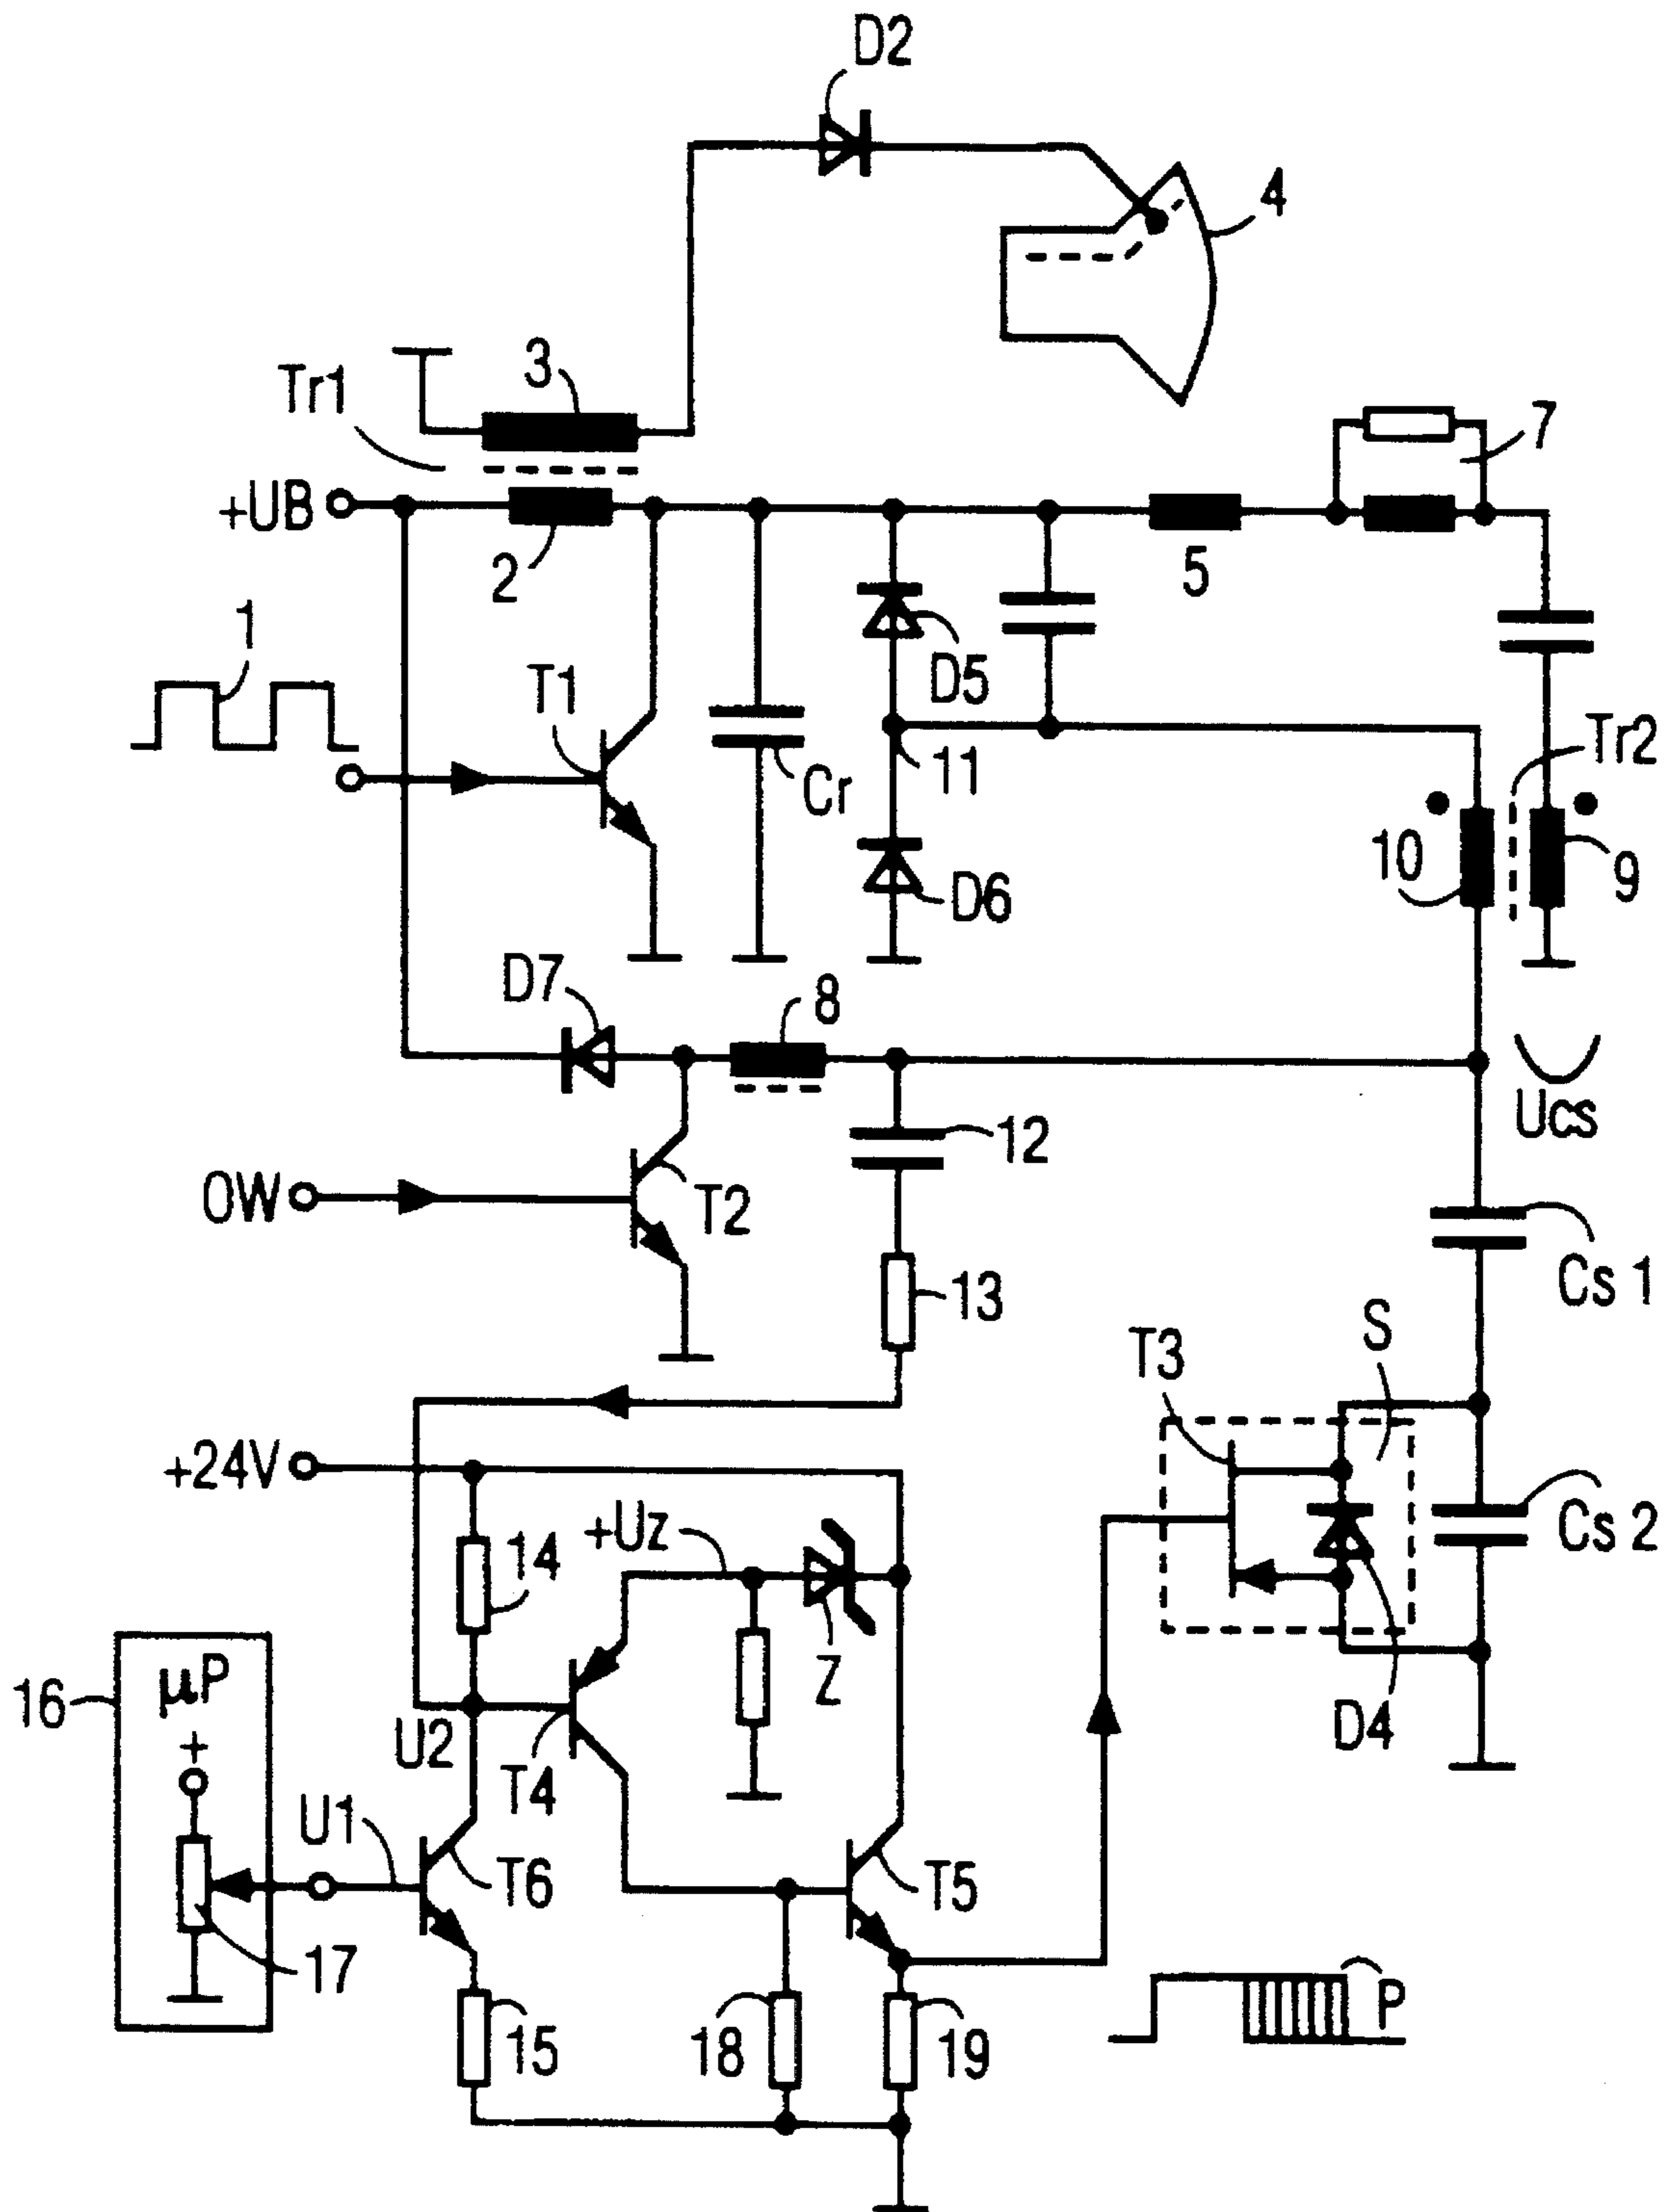 D2
4
Tr1
3
7
+UB
2
5
1
T1
D5
Cr
11
Tr2
10
9
D6
D7
8
Ucs
12
OW
T2
13
Cs 1
T3
S
+24V
+Uz
14
Cs 2
Z
16
µP
+
U2
T4
D4
U1
T6
T5
17
15
18
19
P